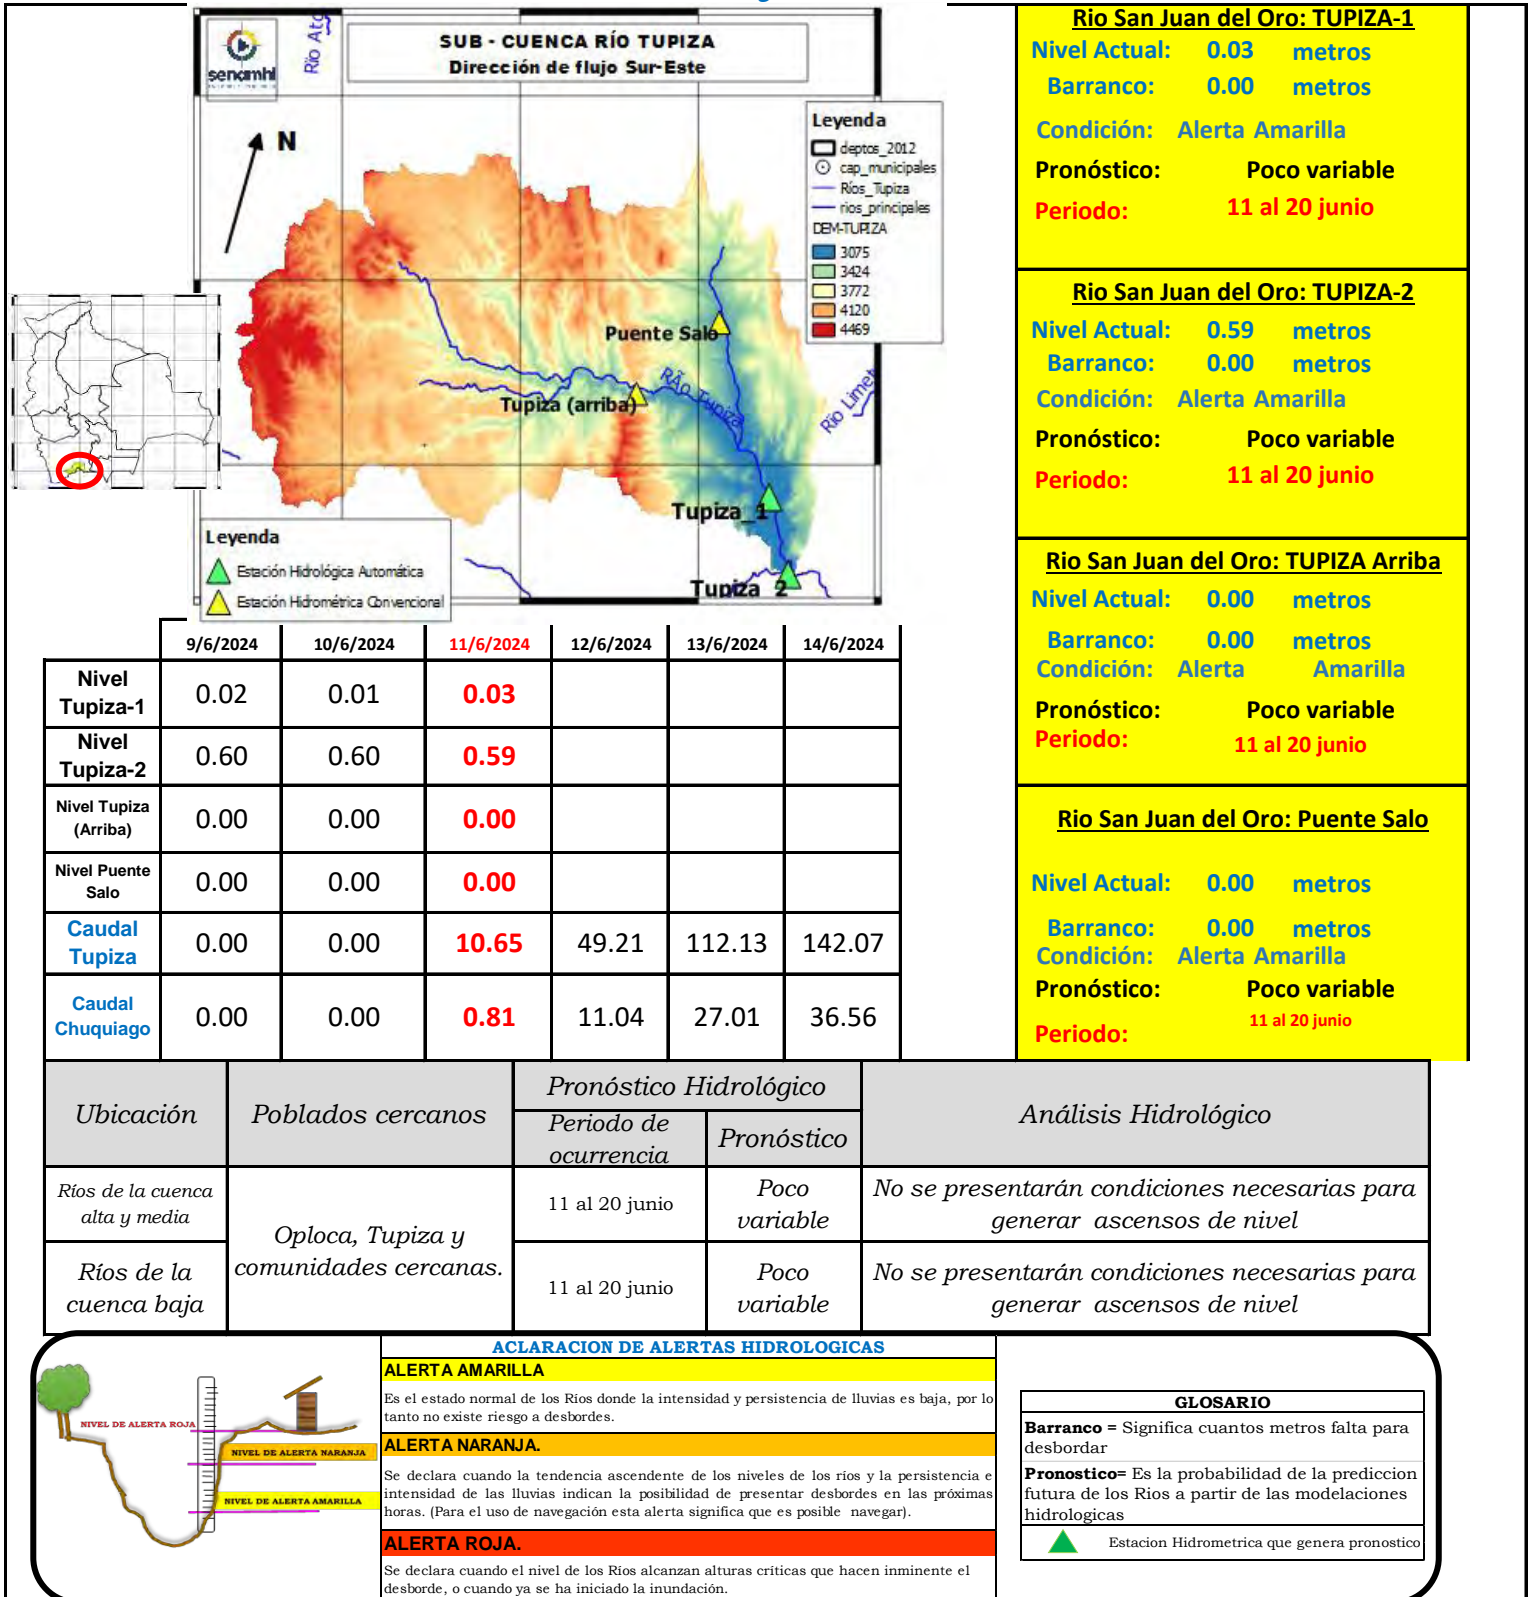 senamhi
Río Ato
SUB - CUENCA RÍO TUPIZA
Dirección de flujo Sur-Este
N
Leyenda
deptos_2012
cap_municipales
Ríos_Tupiza
rios_principales
DEM-TUPIZA
3075
3424
3772
4120
4469
Puente Salo
RÃo Tupiza
Tupiza (arriba)
Rio Limet
Tupiza_1
Tupiza_2
Leyenda
Estación Hidrológica Automática
Estación Hidrométrica Convencional
Rio San Juan del Oro: TUPIZA-1
Nivel Actual: 0.03 metros
Barranco: 0.00 metros
Condición: Alerta Amarilla
Pronóstico: Poco variable
Periodo: 11 al 20 junio
Rio San Juan del Oro: TUPIZA-2
Nivel Actual: 0.59 metros
Barranco: 0.00 metros
Condición: Alerta Amarilla
Pronóstico: Poco variable
Periodo: 11 al 20 junio
Rio San Juan del Oro: TUPIZA Arriba
Nivel Actual: 0.00 metros
Barranco: 0.00 metros
Condición: Alerta Amarilla
Pronóstico: Poco variable
Periodo: 11 al 20 junio
Rio San Juan del Oro: Puente Salo
Nivel Actual: 0.00 metros
Barranco: 0.00 metros
Condición: Alerta Amarilla
Pronóstico: Poco variable
Periodo: 11 al 20 junio
9/6/2024 10/6/2024 11/6/2024 12/6/2024 13/6/2024 14/6/2024
Nivel
Tupiza-1
0.02 0.01 0.03
Nivel
Tupiza-2
0.60 0.60 0.59
Nivel Tupiza
(Arriba)
0.00 0.00 0.00
Nivel Puente
Salo
0.00 0.00 0.00
Caudal
Tupiza
0.00 0.00 10.65 49.21 112.13 142.07
Caudal
Chuquiago
0.00 0.00 0.81 11.04 27.01 36.56
Ubicación
Poblados cercanos
Pronóstico Hidrológico
Periodo de
ocurrencia
Pronóstico
Análisis Hidrológico
Ríos de la cuenca
alta y media
Oploca, Tupiza y
comunidades cercanas.
11 al 20 junio
Poco
variable
No se presentarán condiciones necesarias para
generar ascensos de nivel
Ríos de la
cuenca baja
11 al 20 junio
Poco
variable
No se presentarán condiciones necesarias para
generar ascensos de nivel
NIVEL DE ALERTA ROJA
NIVEL DE ALERTA NARANJA
NIVEL DE ALERTA AMARILLA
ACLARACION DE ALERTAS HIDROLOGICAS
ALERTA AMARILLA
Es el estado normal de los Ríos donde la intensidad y persistencia de lluvias es baja, por lo
tanto no existe riesgo a desbordes.
ALERTA NARANJA.
Se declara cuando la tendencia ascendente de los niveles de los ríos y la persistencia e
intensidad de las lluvias indican la posibilidad de presentar desbordes en las próximas
horas. (Para el uso de navegación esta alerta significa que es posible navegar).
ALERTA ROJA.
Se declara cuando el nivel de los Ríos alcanzan alturas críticas que hacen inminente el
desborde, o cuando ya se ha iniciado la inundación.
GLOSARIO
Barranco = Significa cuantos metros falta para
desbordar
Pronostico= Es la probabilidad de la prediccion
futura de los Rios a partir de las modelaciones
hidrologicas
Estacion Hidrometrica que genera pronostico